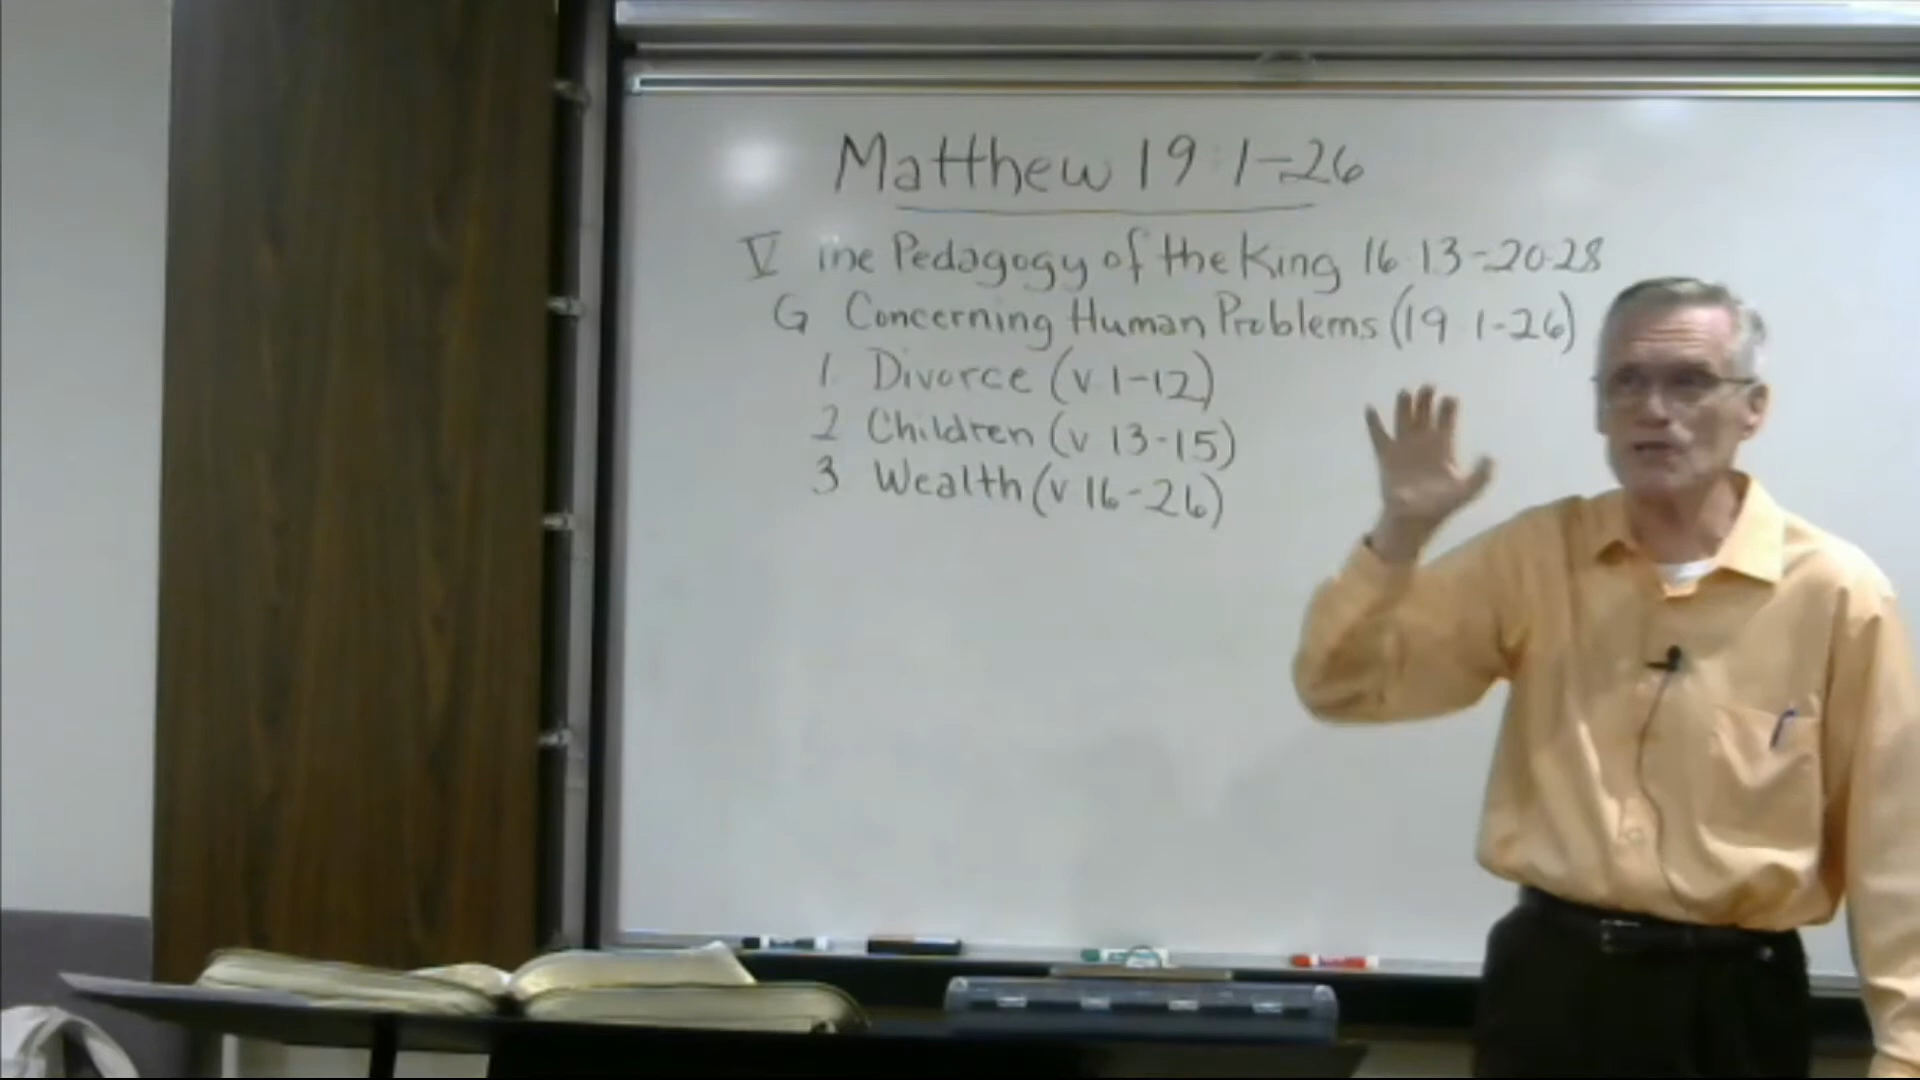 Matthew 19:1-26
V The Pedagogy of the King 16 13-20 28
G Concerning Human Problems (19 1-26)
1. Divorce (v 1-12)
2 Children (v 13-15)
3 Wealth (v 16-26)